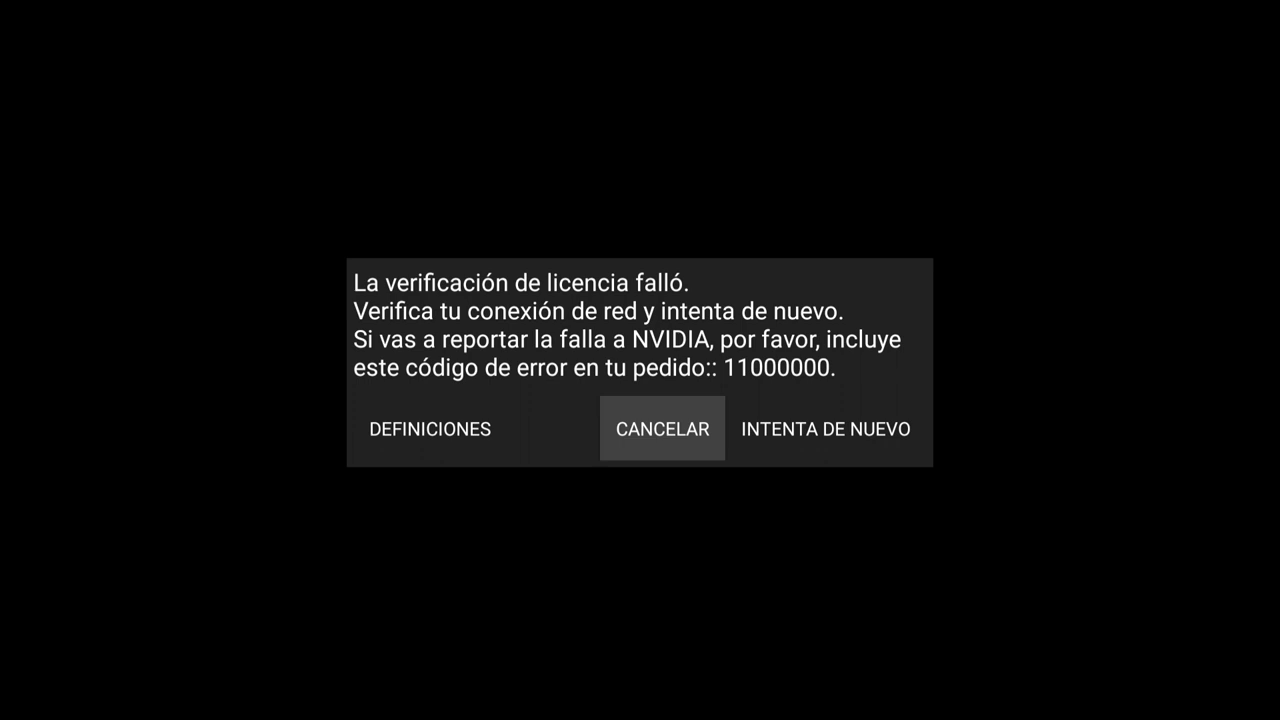 La verificación de licencia falló.
Verifica tu conexión de red y intenta de nuevo.
Si vas a reportar la falla a NVIDIA, por favor, incluye
este código de error en tu pedido:: 11000000.
DEFINICIONES
CANCELAR
INTENTA DE NUEVO